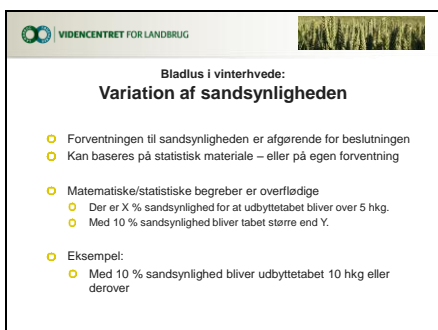 VIDENCENTRET FOR LANDBRUG
Bladlus i vinterhvede:
Variation af sandsynligheden
Forventningen til sandsynligheden er afgørende for beslutningen
Kan baseres på statistisk materiale – eller på egen forventning
Matematiske/statistiske begreber er overflødige
Der er X % sandsynlighed for at udbyttetabet bliver over 5 hkg.
Med 10 % sandsynlighed bliver tabet større end Y.
Eksempel:
Med 10 % sandsynlighed bliver udbyttetabet 10 hkg eller
derover